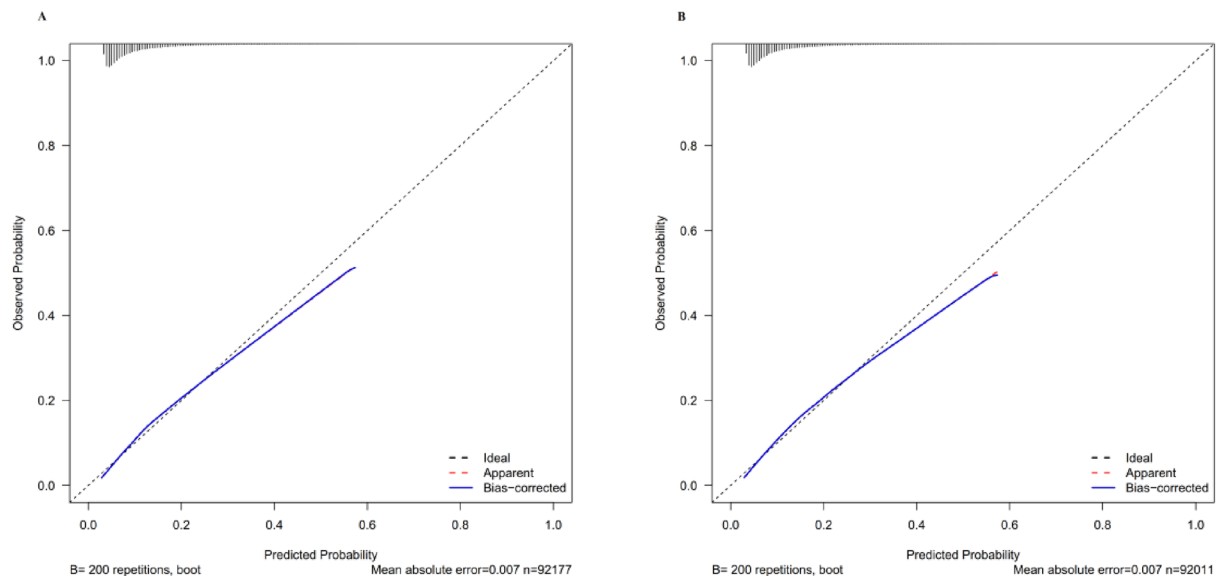 A
1.0
0.8
0.6
0.4
0.2
0.0
Observed Probability
Ideal
Apparent
Bias−corrected
0.0 0.2 0.4 0.6 0.8 1.0
Predicted Probability
B= 200 repetitions, boot Mean absolute error=0.007 n=92177
B
1.0
0.8
0.6
0.4
0.2
0.0
Observed Probability
Ideal
Apparent
Bias−corrected
0.0 0.2 0.4 0.6 0.8 1.0
Predicted Probability
B= 200 repetitions, boot Mean absolute error=0.007 n=92011